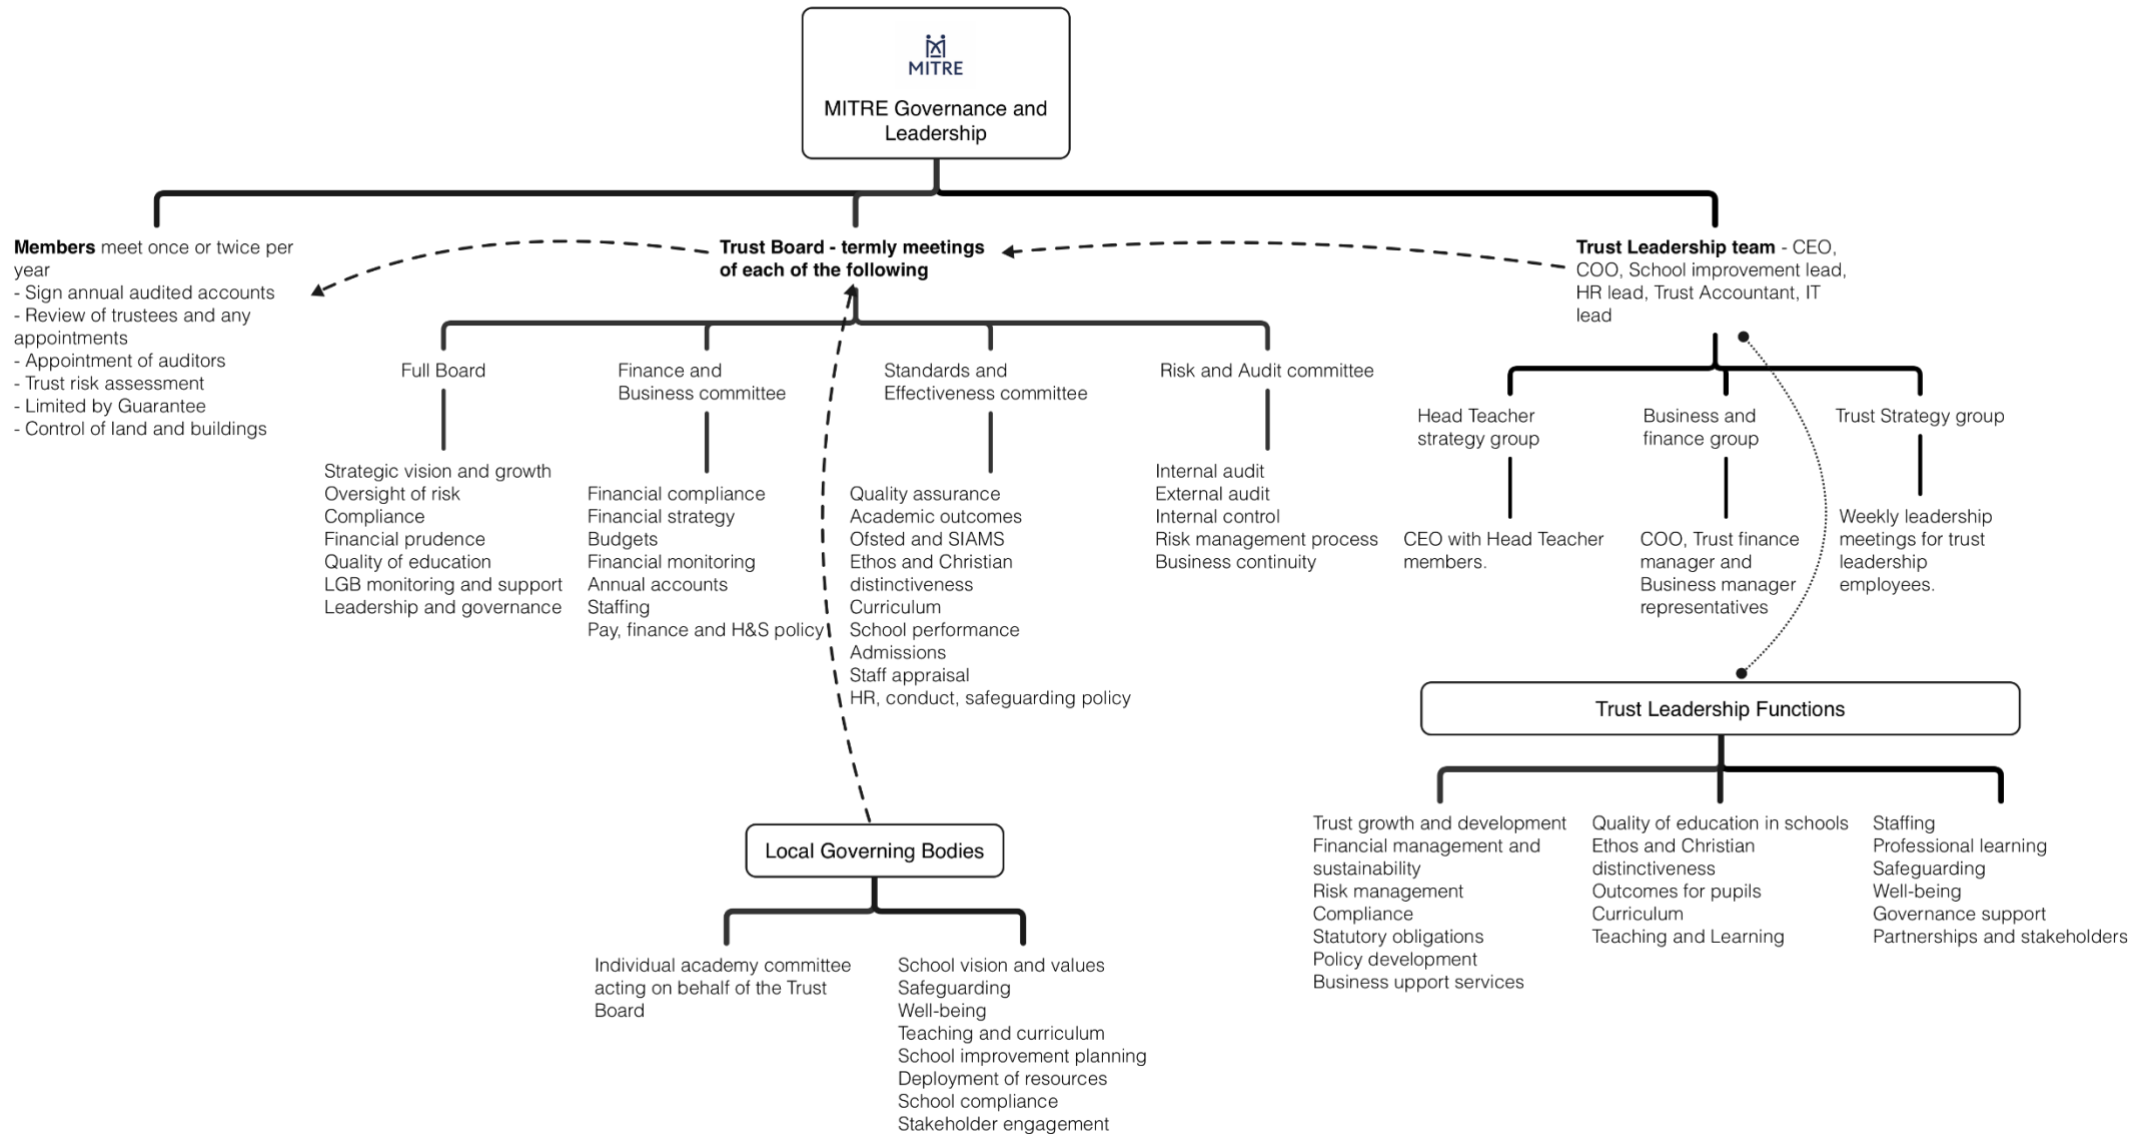 MITRE
MITRE Governance and
Leadership
Members meet once or twice per
year
- Sign annual audited accounts
- Review of trustees and any
appointments
- Appointment of auditors
- Trust risk assessment
- Limited by Guarantee
- Control of land and buildings
Trust Board - termly meetings
of each of the following
Full Board
Strategic vision and growth
Oversight of risk
Compliance
Financial prudence
Quality of education
LGB monitoring and support
Leadership and governance
Finance and
Business committee
Financial compliance
Financial strategy
Budgets
Financial monitoring
Annual accounts
Staffing
Pay, finance and H&S policy
Standards and
Effectiveness committee
Quality assurance
Academic outcomes
Ofsted and SIAMS
Ethos and Christian
distinctiveness
Curriculum
School performance
Admissions
Staff appraisal
HR, conduct, safeguarding policy
Risk and Audit committee
Internal audit
External audit
Internal control
Risk management process
Business continuity
Local Governing Bodies
Individual academy committee
acting on behalf of the Trust
Board
School vision and values
Safeguarding
Well-being
Teaching and curriculum
School improvement planning
Deployment of resources
School compliance
Stakeholder engagement
Trust Leadership team - CEO,
COO, School improvement lead,
HR lead, Trust Accountant, IT
lead
Head Teacher
strategy group
CEO with Head Teacher
members.
Business and
finance group
COO, Trust finance
manager and
Business manager
representatives
Trust Strategy group
Weekly leadership
meetings for trust
leadership
employees.
Trust Leadership Functions
Trust growth and development
Financial management and
sustainability
Risk management
Compliance
Statutory obligations
Policy development
Business upport services
Quality of education in schools
Ethos and Christian
distinctiveness
Outcomes for pupils
Curriculum
Teaching and Learning
Staffing
Professional learning
Safeguarding
Well-being
Governance support
Partnerships and stakeholders